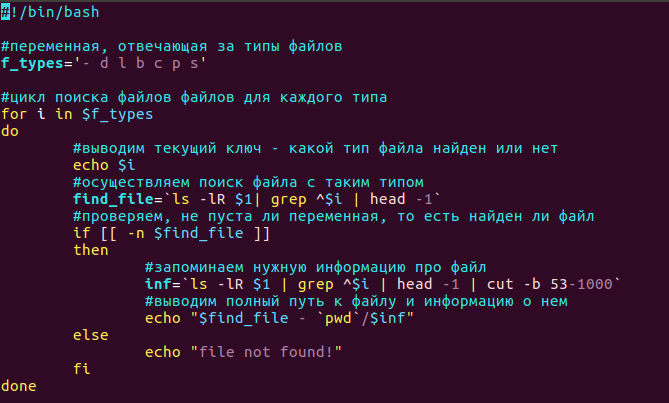 #!/bin/bash
#переменная, отвечающая за типы файлов
f_types='- d l b c p s'
#цикл поиска файлов файлов для каждого типа
for i in $f_types
do
#выводим текущий ключ - какой тип файла найден или нет
echo $i
#осуществляем поиск файла с таким типом
find_file=`ls -lR $1| grep ^$i | head -1`
#проверяем, не пуста ли переменная, то есть найден ли файл
if [[ -n $find_file ]]
then
#запоминаем нужную информацию про файл
inf=`ls -lR $1 | grep ^$i | head -1 | cut -b 53-1000`
#выводим полный путь к файлу и информацию о нем
echo "$find_file - `pwd`/$inf"
else
echo "file not found!"
fi
done